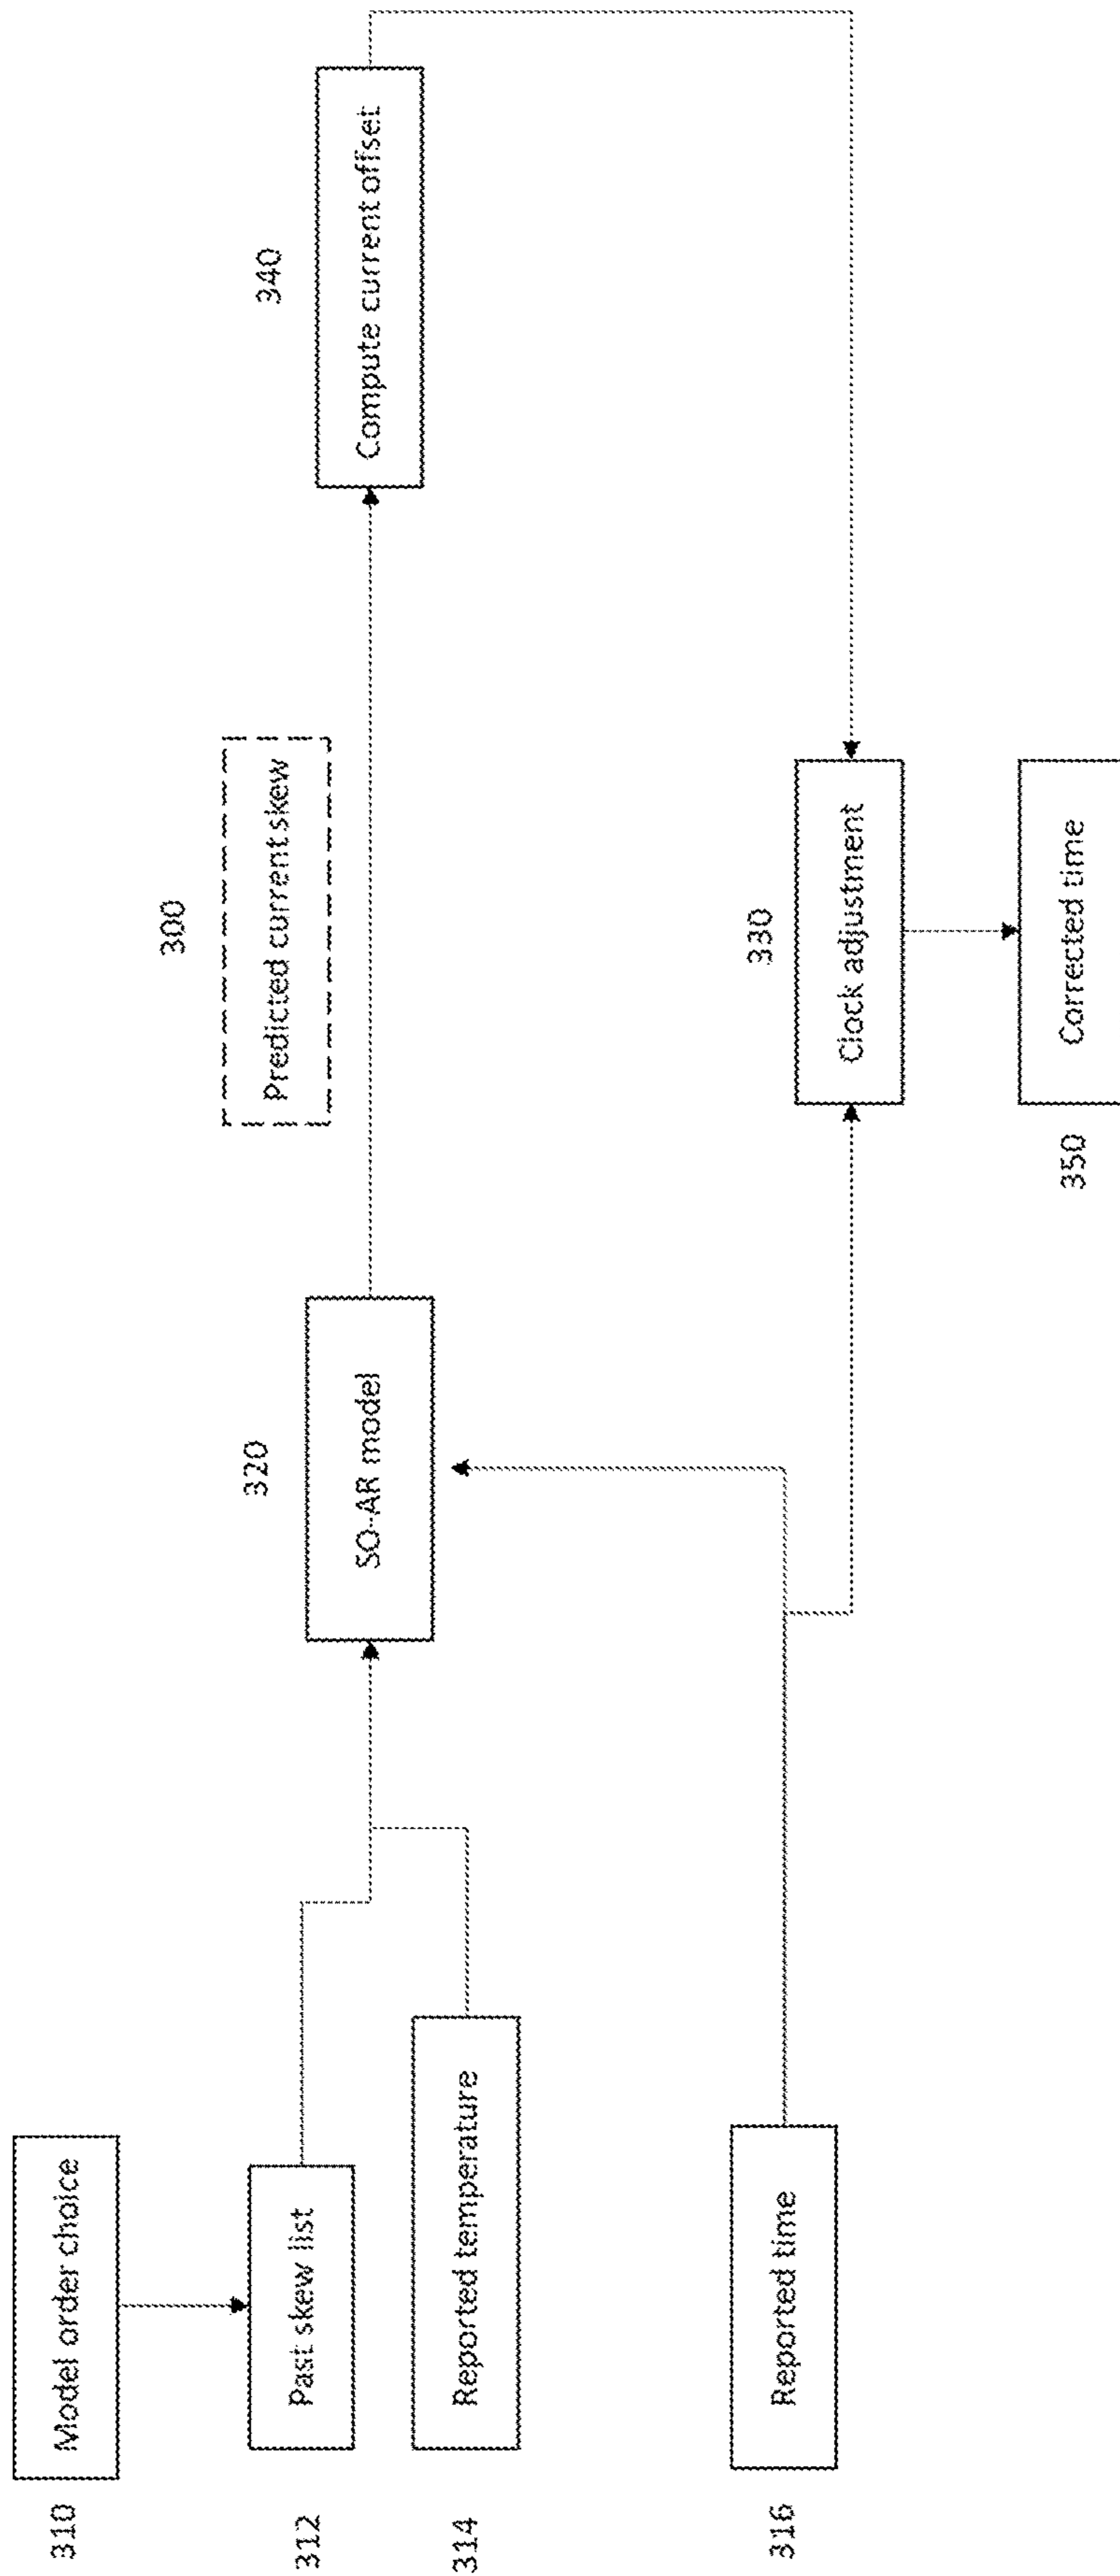 310
Model order choice
312
Past skew list
314
Reported temperature
316
Reported time
320
SO-AR model
300
Predicted current skew
340
Compute current offset
330
Clock adjustment
350
Corrected time